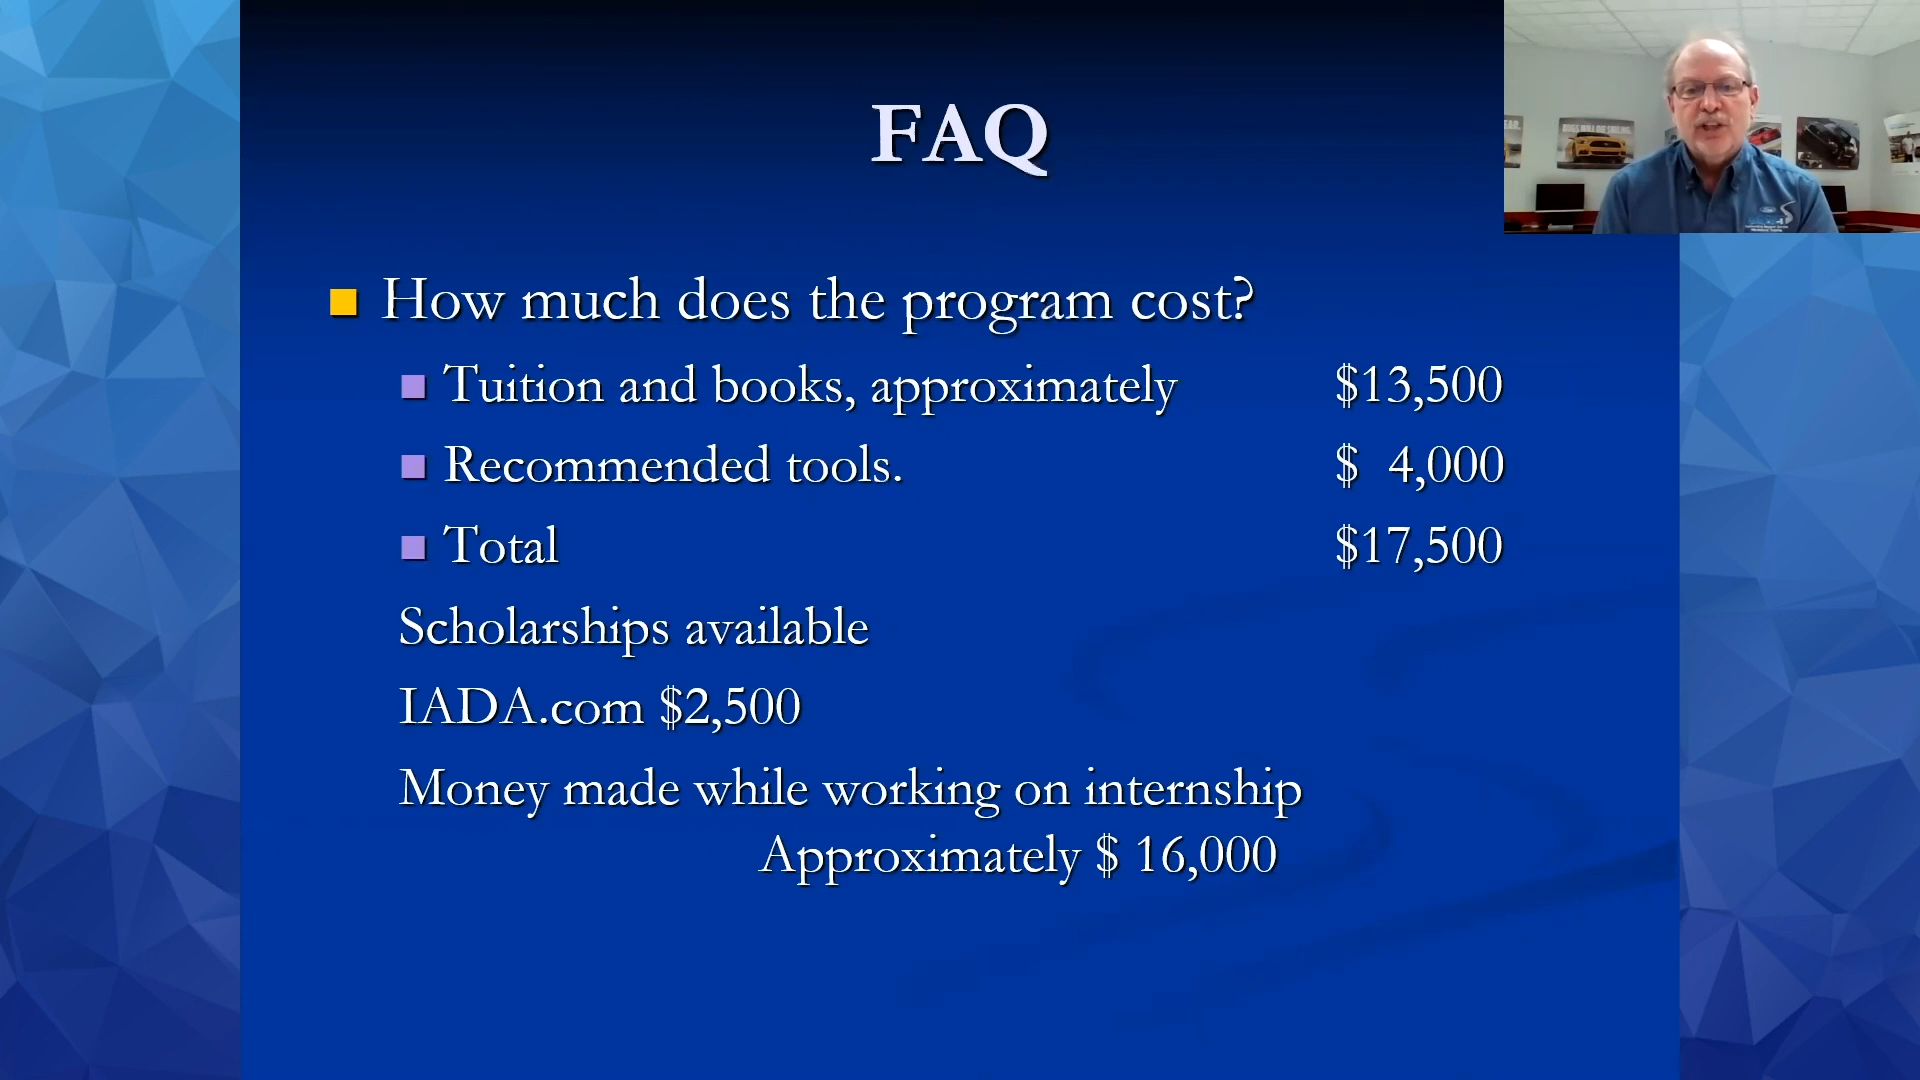 FAQ
How much does the program cost?
Tuition and books, approximately $13,500
Recommended tools. $ 4,000
Total $17,500
Scholarships available
IADA.com $2,500
Money made while working on internship
Approximately $ 16,000